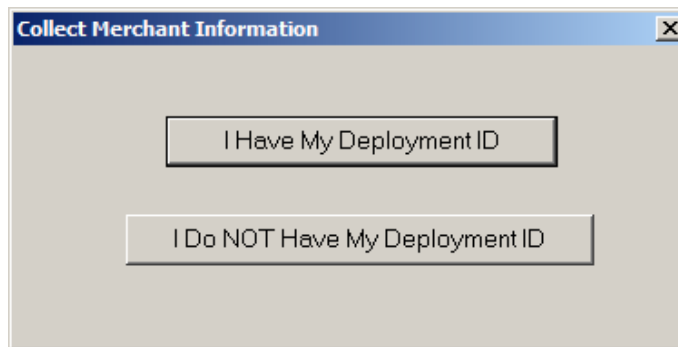 Collect Merchant Information
I Have My Deployment ID
I Do NOT Have My Deployment ID